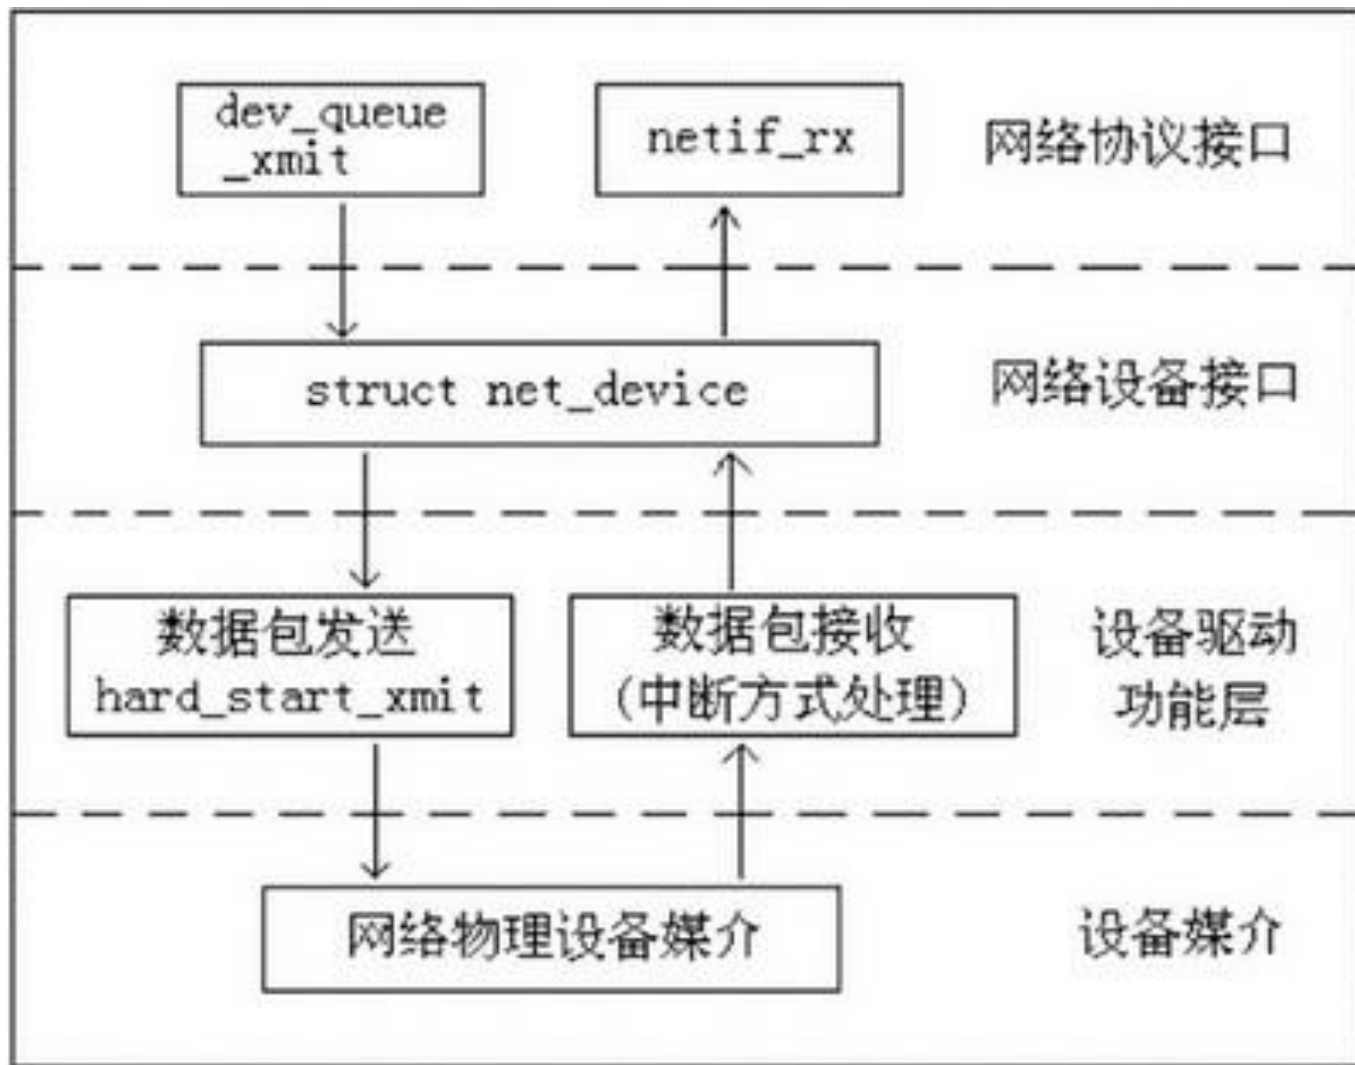 dev_queue
_xmit
netif_rx
网络协议接口
struct net_device
网络设备接口
数据包发送
hard_start_xmit
数据包接收
(中断方式处理)
设备驱动
功能层
网络物理设备媒介
设备媒介